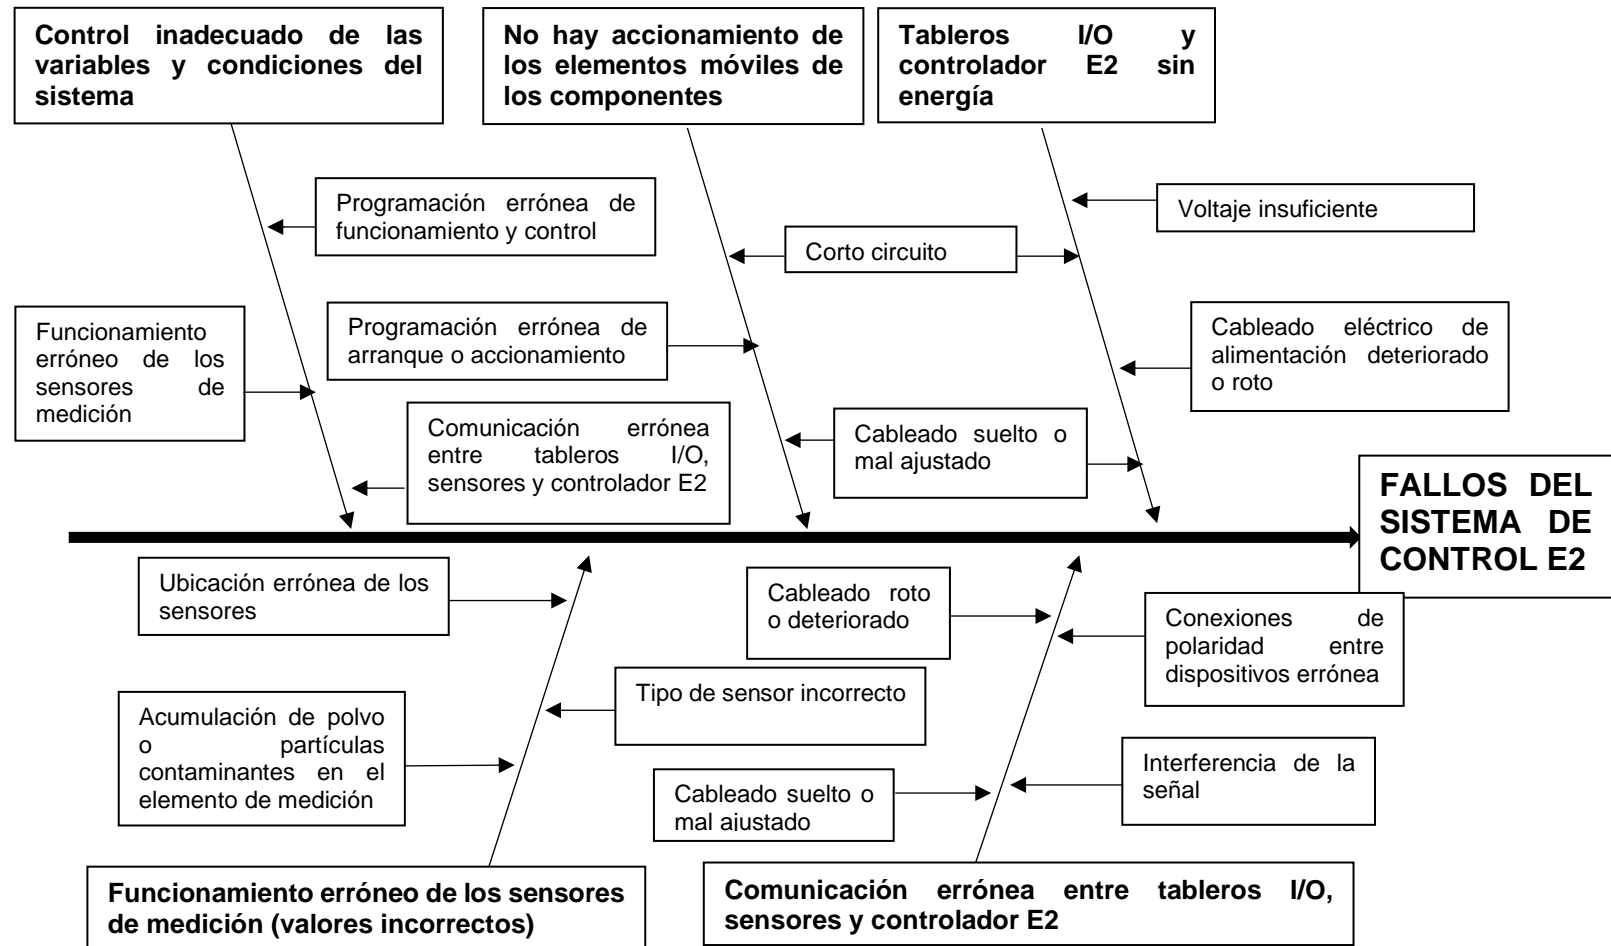 Control inadecuado de las
variables y condiciones del
sistema
No hay accionamiento de
los elementos móviles de
los componentes
Tableros I/O y
controlador E2 sin
energía
Programación errónea de
funcionamiento y control
Voltaje insuficiente
Corto circuito
Funcionamiento
erróneo de los
sensores de
medición
Programación errónea de
arranque o accionamiento
Cableado eléctrico de
alimentación deteriorado
o roto
Comunicación errónea
entre tableros I/O,
sensores y controlador E2
Cableado suelto o
mal ajustado
FALLOS DEL
SISTEMA DE
CONTROL E2
Ubicación errónea de los
sensores
Cableado roto
o deteriorado
Conexiones de
polaridad entre
dispositivos errónea
Tipo de sensor incorrecto
Acumulación de polvo
o partículas
contaminantes en el
elemento de medición
Interferencia de la
señal
Cableado suelto o
mal ajustado
Funcionamiento erróneo de los sensores
de medición (valores incorrectos)
Comunicación errónea entre tableros I/O,
sensores y controlador E2